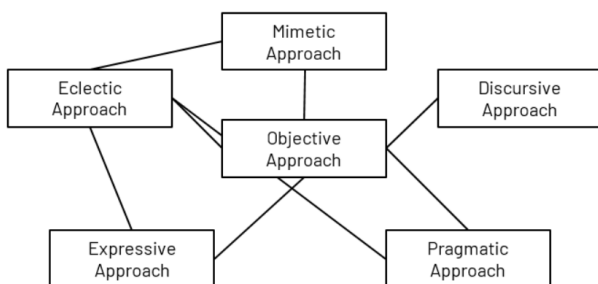 Mimetic
Approach
Eclectic
Approach
Discursive
Approach
Objective
Approach
Expressive
Approach
Pragmatic
Approach